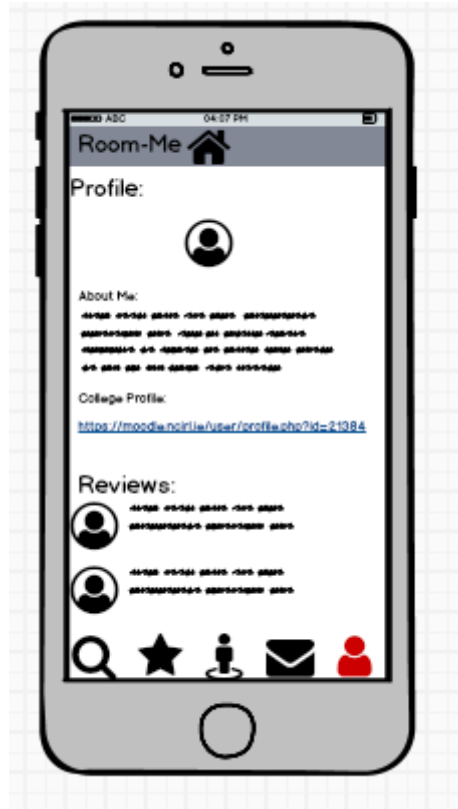 ABC 04:07 PM
Room-Me
Profile:
About Me:
College Profile:
https://moodle.ncirl.ie/user/profile.php?id=21384
Reviews: